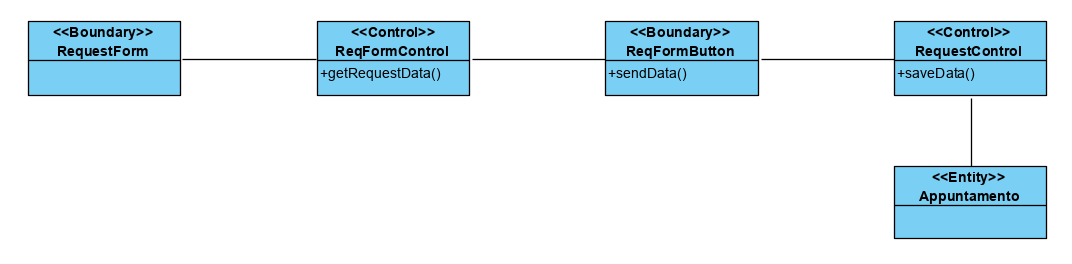 <<Boundary>>
RequestForm
<<Control>>
ReqFormControl
+getRequestData()
<<Boundary>>
ReqFormButton
+sendData()
<<Control>>
RequestControl
+saveData()
<<Entity>>
Appuntamento